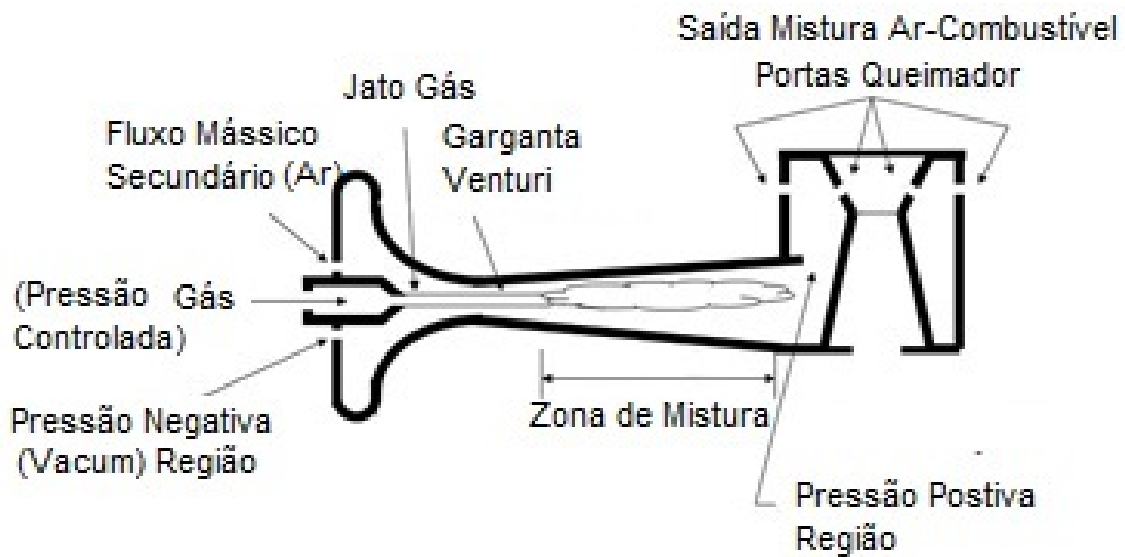 Saída Mistura Ar-Combustível
Portas Queimador
Jato Gás
Fluxo Mássico
Secundário (Ar)
Garganta
Venturi
(Pressão Gás
Controlada)
Pressão Negativa
(Vacum) Região
Zona de Mistura
Pressão Postiva
Região